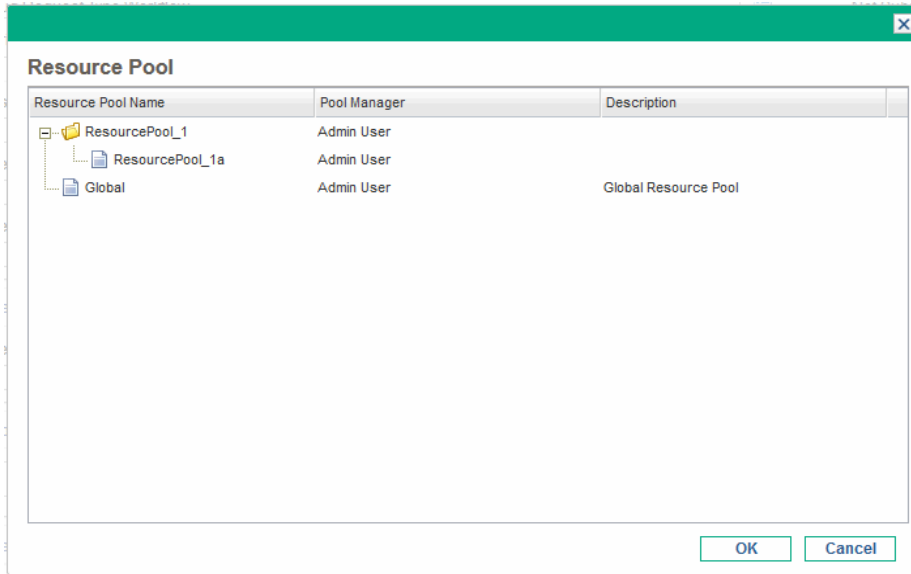 Resource Pool
Resource Pool Name Pool Manager Description
ResourcePool_1 Admin User
ResourcePool_1a Admin User
Global Admin User Global Resource Pool
OK Cancel